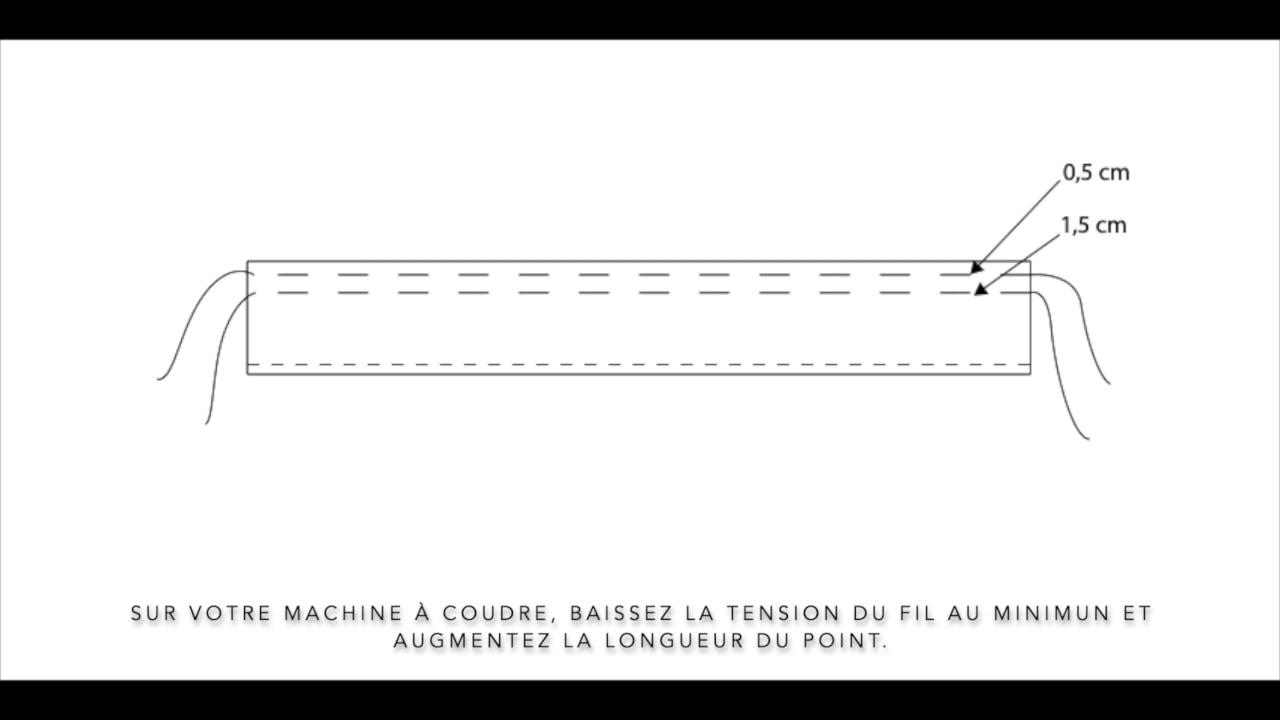 0,5 cm
1,5 cm
SUR VOTRE MACHINE À COUDRE, BAISSEZ LA TENSION DU FIL AU MINIMUN ET
AUGMENTEZ LA LONGUEUR DU POINT.